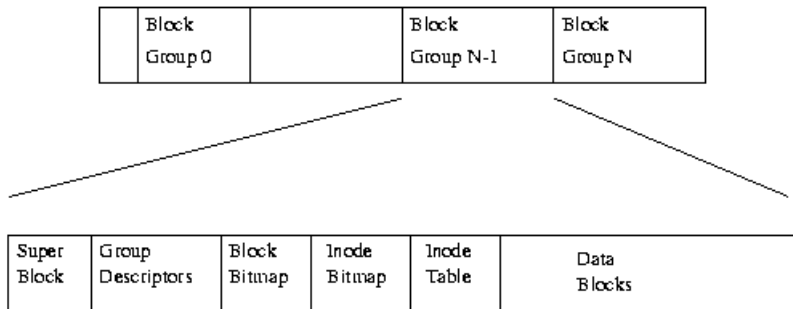 Block Block Block
Group 0 Group N-1 Group N
Super Group Block Inode Inode Data
Block Descriptors Bitmap Bitmap Table Blocks